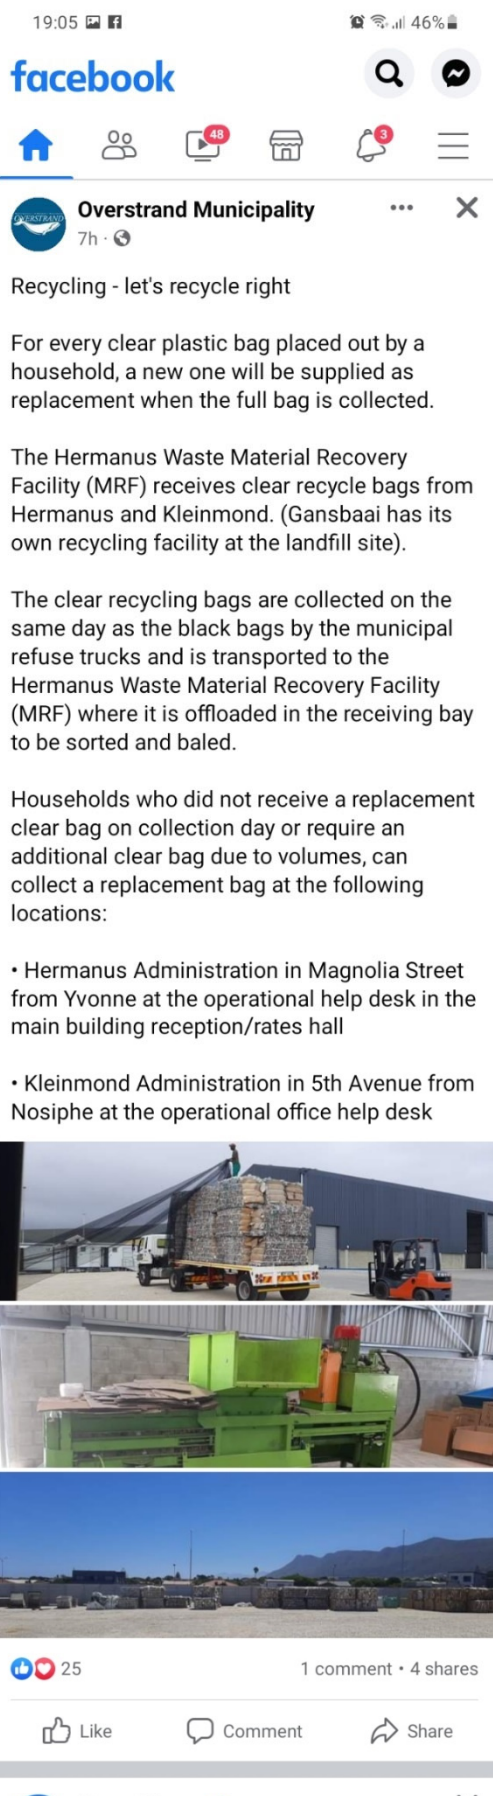 19:05 46%
facebook
48 3
OVERSTRAND
Overstrand Municipality
7h ·
Recycling - let's recycle right
For every clear plastic bag placed out by a
household, a new one will be supplied as
replacement when the full bag is collected.
The Hermanus Waste Material Recovery
Facility (MRF) receives clear recycle bags from
Hermanus and Kleinmond. (Gansbaai has its
own recycling facility at the landfill site).
The clear recycling bags are collected on the
same day as the black bags by the municipal
refuse trucks and is transported to the
Hermanus Waste Material Recovery Facility
(MRF) where it is offloaded in the receiving bay
to be sorted and baled.
Households who did not receive a replacement
clear bag on collection day or require an
additional clear bag due to volumes, can
collect a replacement bag at the following
locations:
• Hermanus Administration in Magnolia Street
from Yvonne at the operational help desk in the
main building reception/rates hall
• Kleinmond Administration in 5th Avenue from
Nosiphe at the operational office help desk
25 1 comment • 4 shares
Like Comment Share